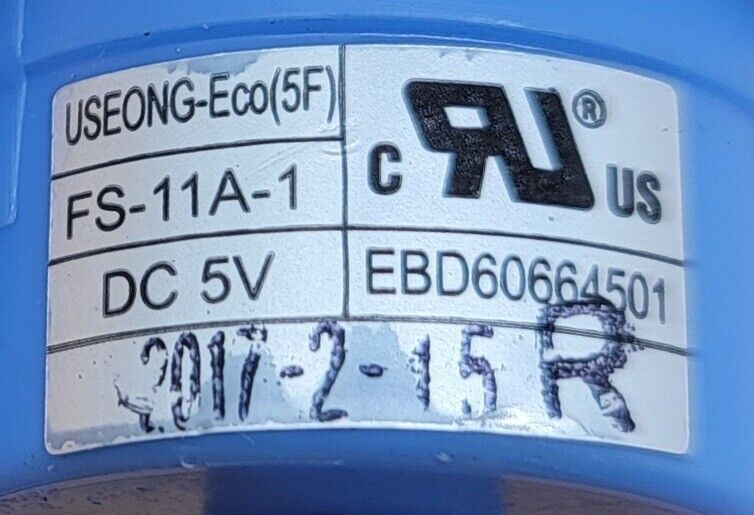 USEONG-Eco(5F)
FS-11A-1
DC 5V
C RU ® US
EBD60664501
2017-2-15 R